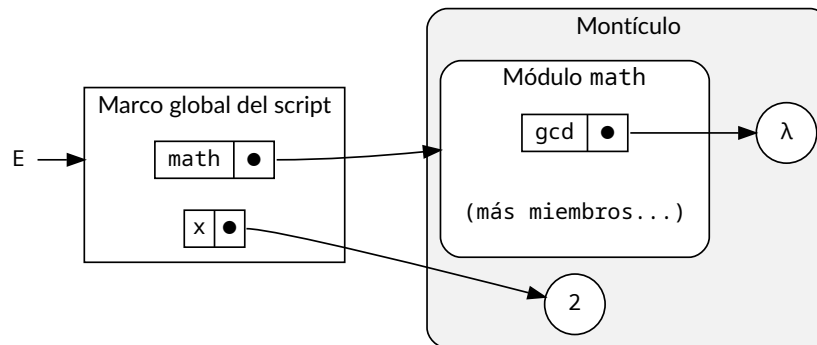 Montículo
Módulo math
Marco global del script
gcd
λ
E
math
(más miembros...)
x
2